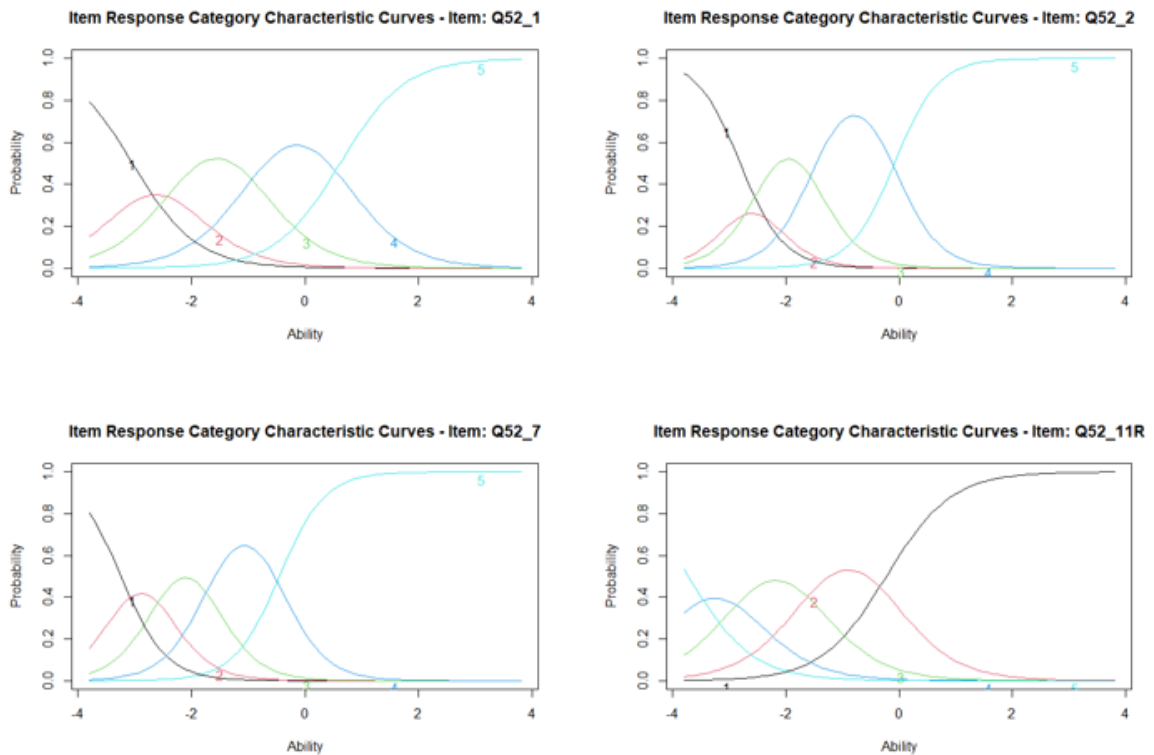 Item Response Category Characteristic Curves - Item: Q52_1
Probability
0.0 0.2 0.4 0.6 0.8 1.0
1
2
3
4
5
-4 -2 0 2 4
Ability
Item Response Category Characteristic Curves - Item: Q52_2
Probability
0.0 0.2 0.4 0.6 0.8 1.0
1
2
3
4
5
-4 -2 0 2 4
Ability
Item Response Category Characteristic Curves - Item: Q52_7
Probability
0.0 0.2 0.4 0.6 0.8 1.0
1
2
3
4
5
-4 -2 0 2 4
Ability
Item Response Category Characteristic Curves - Item: Q52_11R
Probability
0.0 0.2 0.4 0.6 0.8 1.0
1
2
3
4
5
-4 -2 0 2 4
Ability